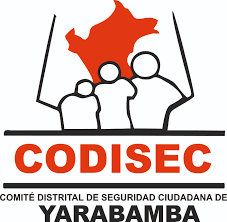 CODISEC
COMITÉ DISTRITAL DE SEGURIDAD CIUDADANA DE
YARABAMBA